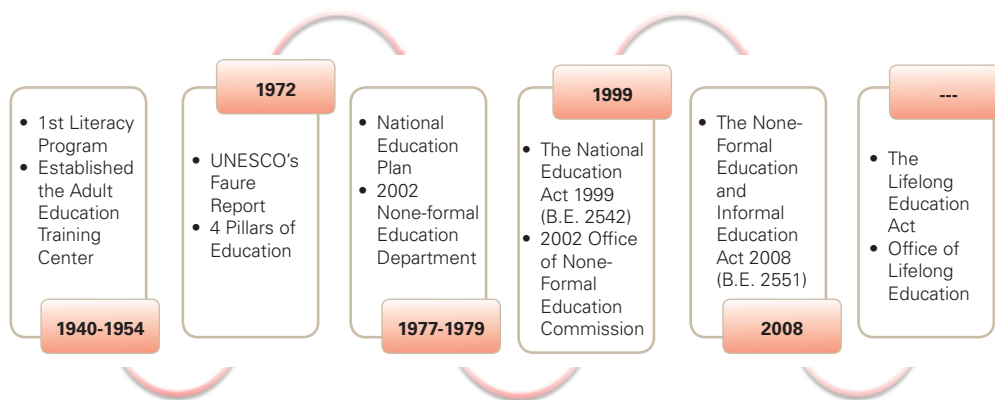 • 1st Literacy
Program
• Established
the Adult
Education
Training
Center
1940-1954
1972
• UNESCO's
Faure
Report
• 4 Pillars of
Education
• National
Education
Plan
• 2002
None-formal
Education
Department
1977-1979
1999
• The National
Education
Act 1999
(B.E. 2542)
• 2002 Office
of None-
Formal
Education
Commission
• The None-
Formal
Education
and
Informal
Education
Act 2008
(B.E. 2551)
2008
---
• The
Lifelong
Education
Act
• Office of
Lifelong
Education